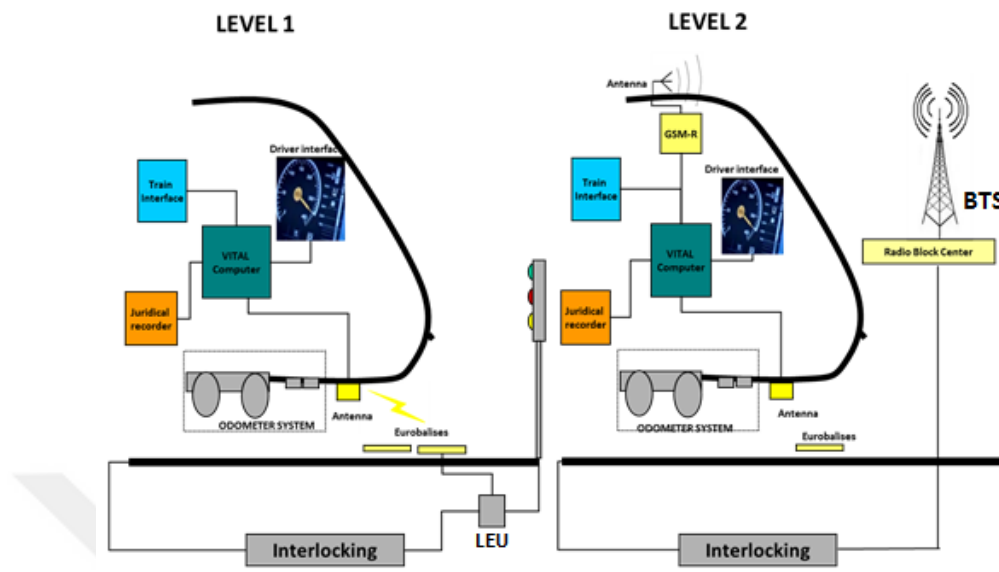 LEVEL 1
Driver interface
Train
Interface
VITAL
Computer
Juridical
recorder
ODOMETER SYSTEM
Antenna
Eurobalises
LEU
Interlocking
LEVEL 2
Antenna
GSM-R
Driver interface
Train
Interface
VITAL
Computer
Juridical
recorder
ODOMETER SYSTEM
Antenna
Eurobalises
BTS
Radio Block Center
Interlocking